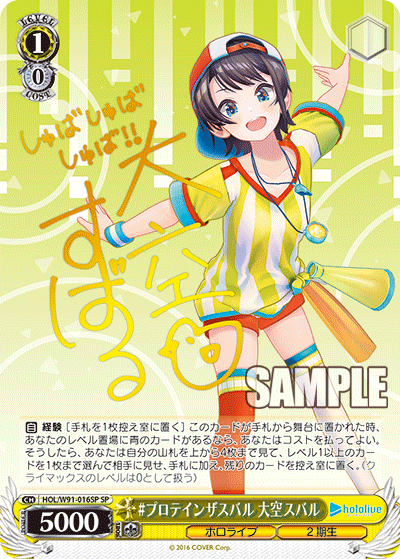 LEVEL
1
0
COST
しゅばしゅば
しゅば!!
大空
すばる
SAMPLE
自 経験 [手札を1枚控え室に置く] このカードが手札から舞台に置かれた時、
あなたのレベル置場に青のカードがあるなら、あなたはコストを払ってよい。
そうしたら、あなたは自分の山札を上から4枚まで見て、レベル1以上のカー
ドを1枚まで選んで相手に見せ、手札に加え、残りのカードを控え室に置く。(ク
ライマックスのレベルは0として扱う)
CH HOL/W91-016SP SP
5000
#プロテインザスバル 大空スバル
hololive
ホロライブ 2期生
© 2016 COVER Corp.